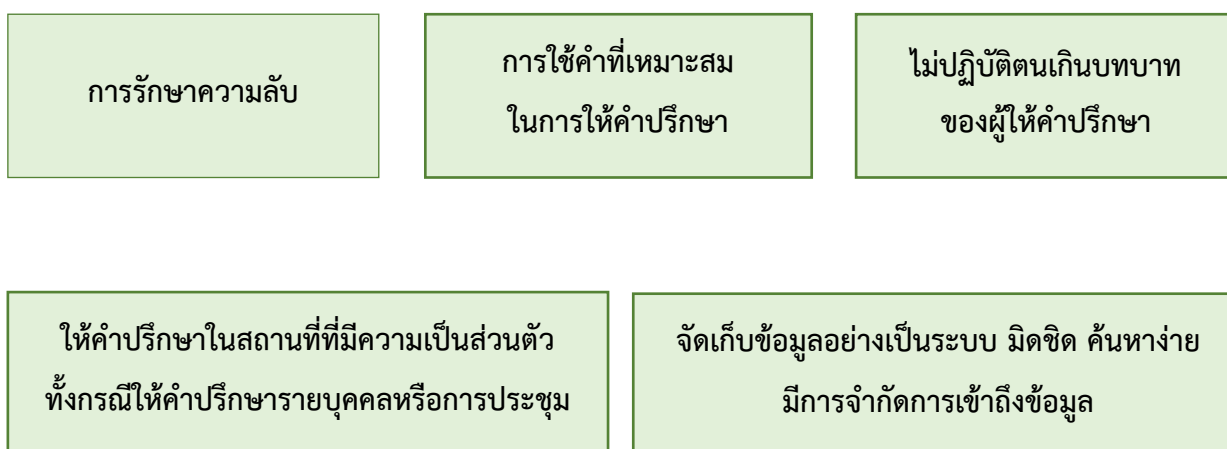 การรักษาความลับ
การใช้คำที่เหมาะสม
ในการให้คำปรึกษา
ไม่ปฏิบัติตนเกินบทบาท
ของผู้ให้คำปรึกษา
ให้คำปรึกษาในสถานที่ที่มีความเป็นส่วนตัว
ทั้งกรณีให้คำปรึกษารายบุคคลหรือการประชุม
จัดเก็บข้อมูลอย่างเป็นระบบ มิดชิด ค้นหาง่าย
มีการจำกัดการเข้าถึงข้อมูล